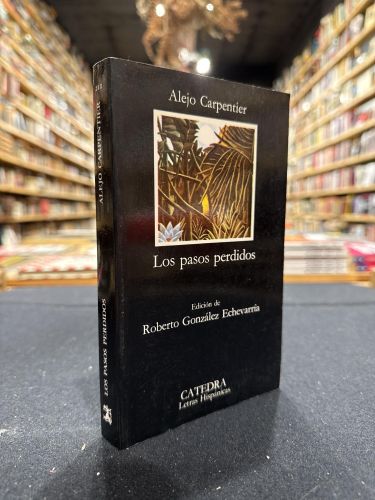 Alejo Carpentier
Los pasos perdidos
Edición de
Roberto González Echevarría
CATEDRA
Letras Hispánicas
ALEJO CARPENTIER
LOS PASOS PERDIDOS